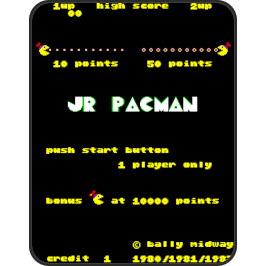 1up high score 2up
00
10 points 50 points
JR PACMAN
push start button
1 player only
bonus at 10000 points
© bally midway
credit 1 1980/1981/198